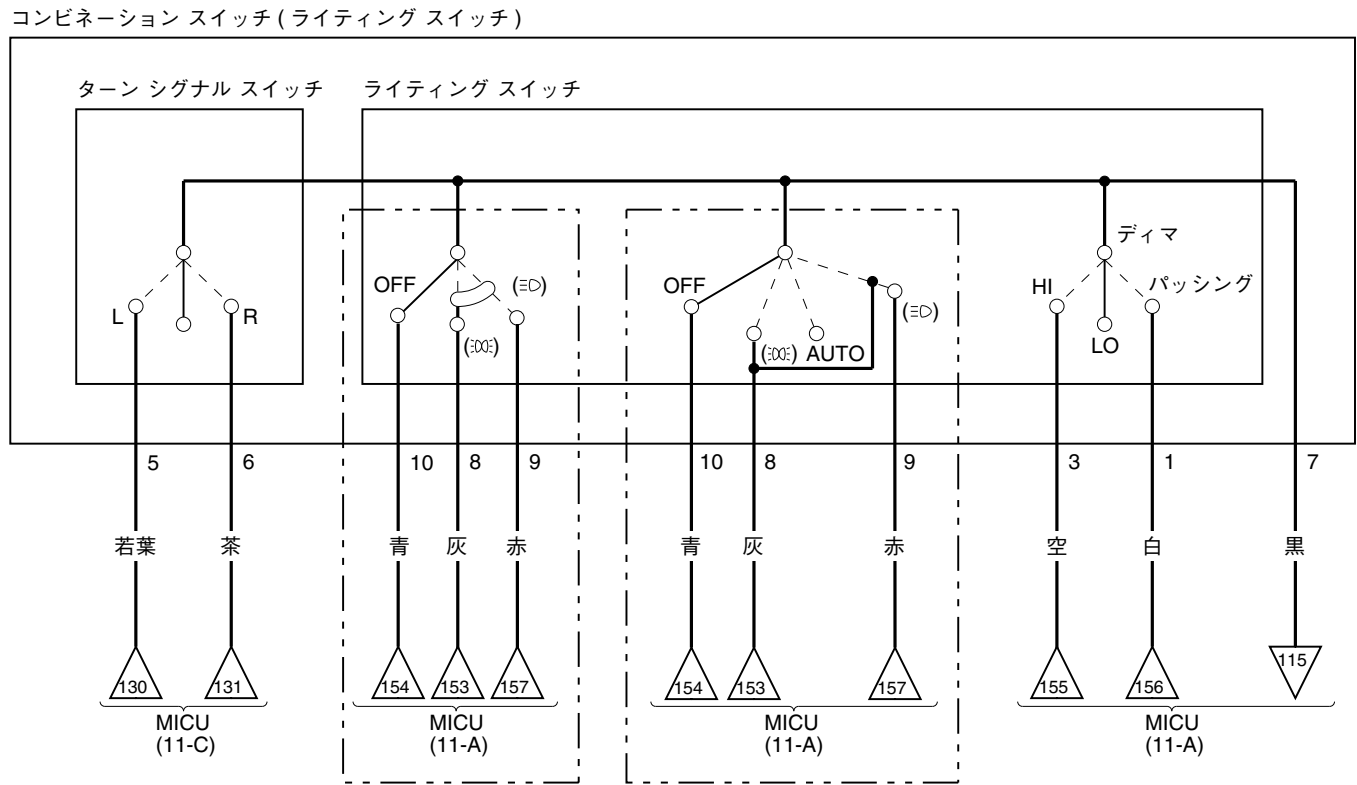 コンビネーション スイッチ ( ライティング スイッチ )
ターン シグナル スイッチ
ライティング スイッチ
ディマ
OFF
OFF
HI
パッシング
L
R
LO
AUTO
5
6
10
8
9
10
8
9
3
1
7
若葉
茶
青
灰
赤
青
灰
赤
空
白
黒
130
131
154
153
157
154
153
157
155
156
115
MICU
(11-C)
MICU
(11-A)
MICU
(11-A)
MICU
(11-A)